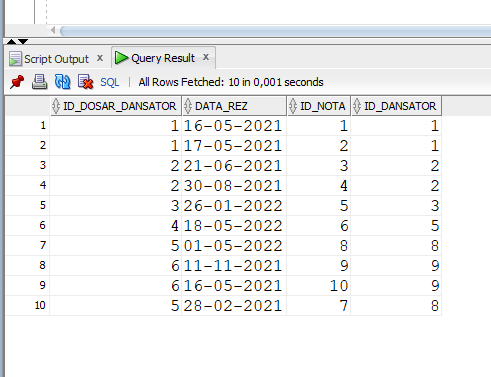 Script Output x Query Result x
SQL | All Rows Fetched: 10 in 0,001 seconds
ID_DOSAR_DANSATOR DATA_REZ ID_NOTA ID_DANSATOR
1 1 16-05-2021 1 1
2 1 17-05-2021 2 1
3 2 21-06-2021 3 2
4 2 30-08-2021 4 2
5 3 26-01-2022 5 3
6 4 18-05-2022 6 5
7 5 01-05-2022 8 8
8 6 11-11-2021 9 9
9 6 16-05-2021 10 9
10 5 28-02-2021 7 8